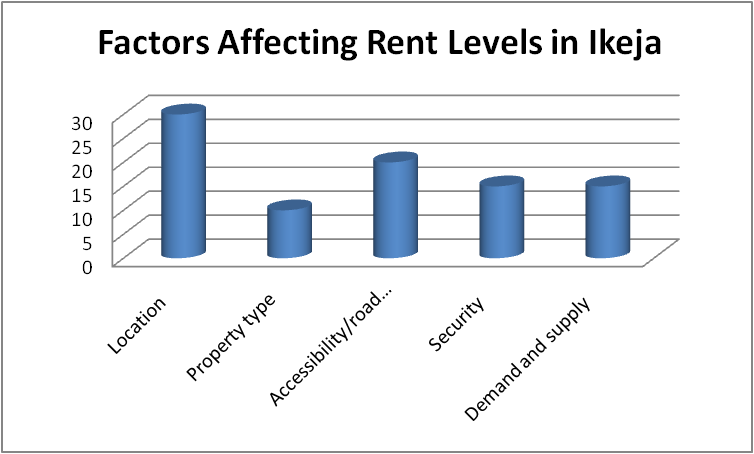 Factors Affecting Rent Levels in Ikeja
30
25
20
15
10
5
0
Location
Property type
Accessibility/road...
Security
Demand and supply